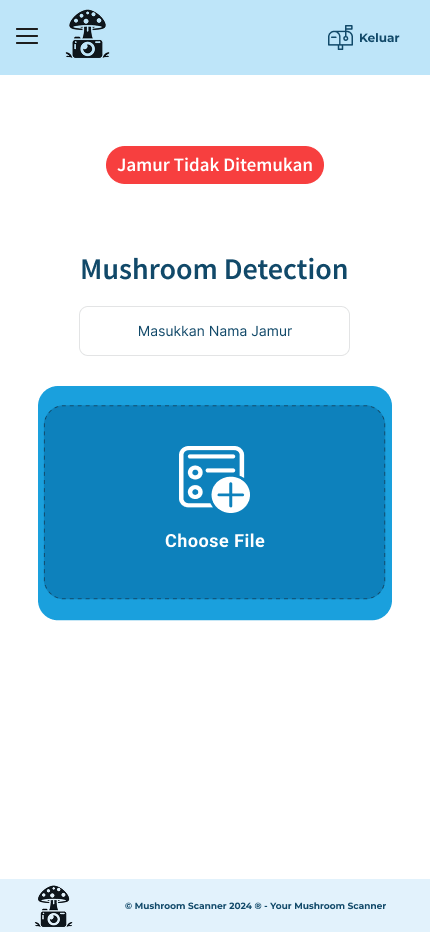 Keluar
Jamur Tidak Ditemukan
Mushroom Detection
Masukkan Nama Jamur
Choose File
© Mushroom Scanner 2024 ® - Your Mushroom Scanner